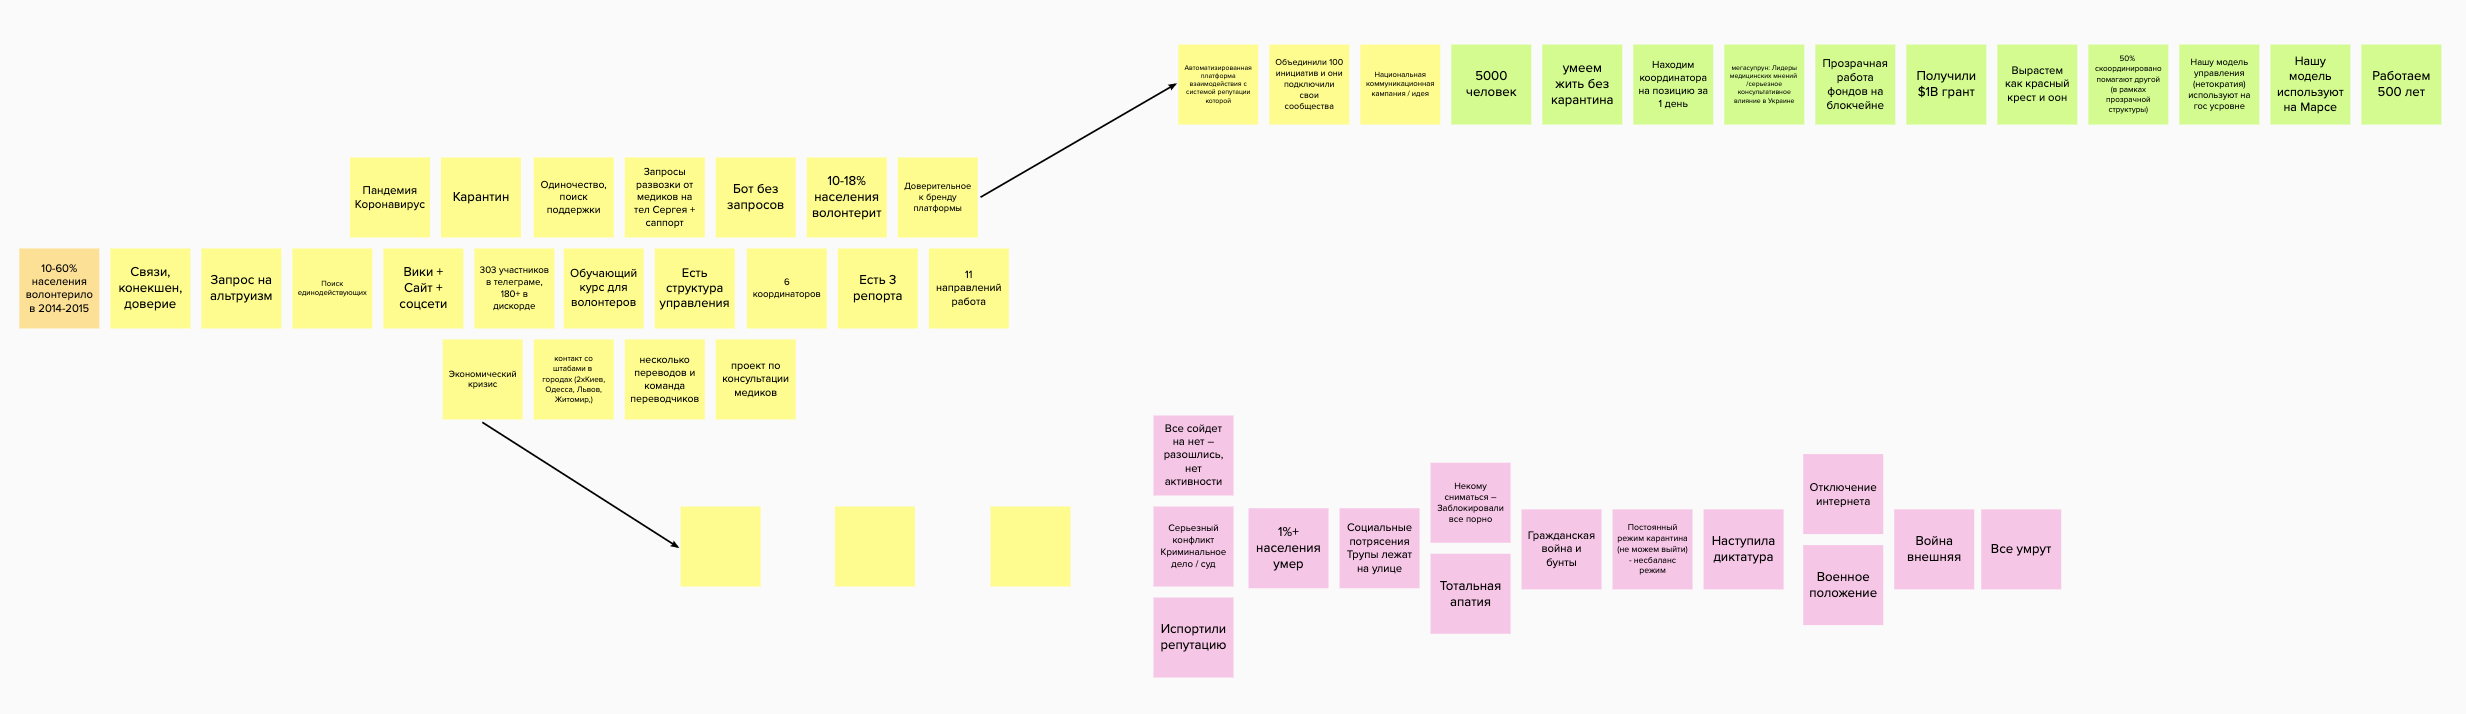 Автоматизированная
платформа
взаимодействия с
системой репутации
которой
Объединили 100
инициатив и они
подключили
свои
сообщества
Национальная
коммуникационная
кампания / идея
5000
человек
умеем
жить без
карантина
Находим
координатора
на позицию за
1 день
мегасупрун: Лидеры
медицинских мнений
/серьезное
консультативное
влияние в Украине
Прозрачная
работа
фондов на
блокчейне
Получили
$1B грант
Вырастем
как красный
крест и оон
50%
скоординировано
помагают другой
(в рамках
прозрачной
структуры)
Нашу модель
управления
(нетократия)
используют на
гос усровне
Нашу
модель
используют
на Марсе
Работаем
500 лет
Пандемия
Коронавирус
Карантин
Одиночество,
поиск
поддержки
Запросы
развозки от
медиков на
тел Сергея +
саппорт
Бот без
запросов
10-18%
населения
волонтерит
Доверительное
к бренду
платформы
10-60%
населения
волонтерило
в 2014-2015
Связи,
конекшен,
доверие
Запрос на
альтруизм
Поиск
единодействующих
Вики +
Сайт +
соцсети
303 участников
в телеграме,
180+ в
дискорде
Обучающий
курс для
волонтеров
Есть
структура
управления
6
координаторов
Есть 3
репорта
11
направлений
работа
Экономический
кризис
контакт со
штабами в
городах (2хКиев,
Одесса, Львов,
Житомир,)
несколько
переводов и
команда
переводчиков
проект по
консультации
медиков
Все сойдет
на нет –
разошлись,
нет
активности
Серьезный
конфликт
Криминальное
дело / суд
Испортили
репутацию
1%+
населения
умер
Социальные
потрясения
Трупы лежат
на улице
Некому
сниматься –
Заблокировали
все порно
Тотальная
апатия
Гражданская
война и
бунты
Постоянный
режим карантина
(не можем выйти)
- несбаланс
режим
Наступила
диктатура
Отключение
интернета
Военное
положение
Война
внешняя
Все умрут